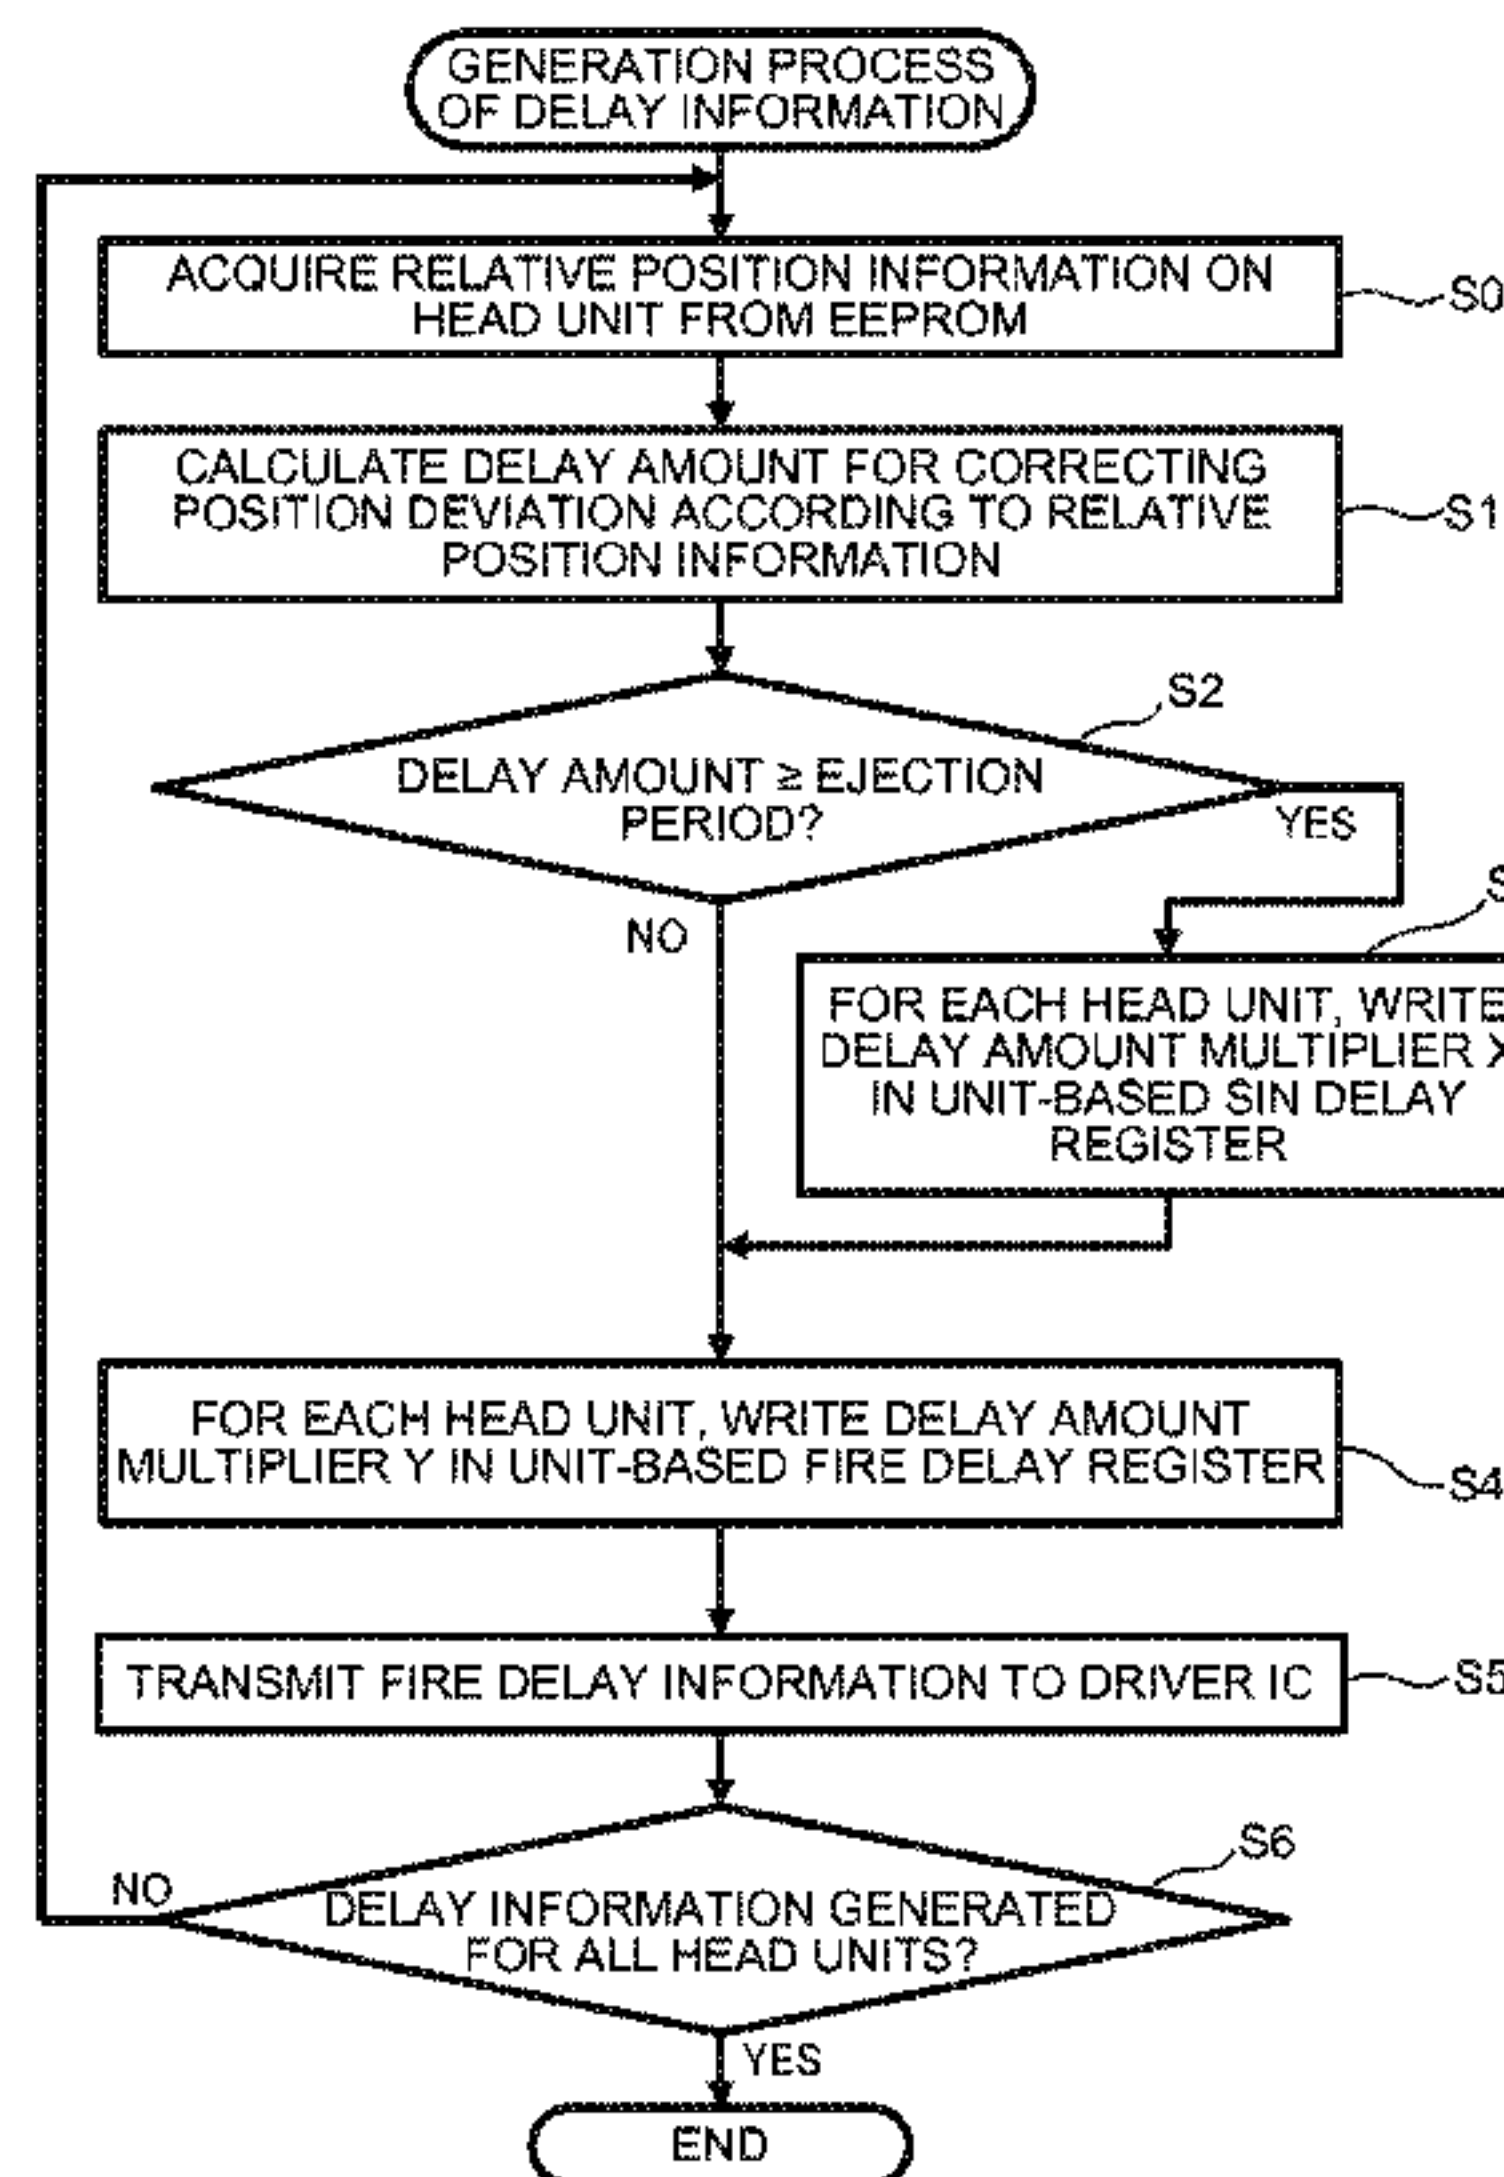 GENERATION PROCESS
OF DELAY INFORMATION
ACQUIRE RELATIVE POSITION INFORMATION ON
HEAD UNIT FROM EEPROM
S0
CALCULATE DELAY AMOUNT FOR CORRECTING
POSITION DEVIATION ACCORDING TO RELATIVE
POSITION INFORMATION
S1
S2
DELAY AMOUNT ≥ EJECTION
PERIOD?
YES
NO
S
FOR EACH HEAD UNIT, WRITE
DELAY AMOUNT MULTIPLIER X
IN UNIT-BASED SIN DELAY
REGISTER
FOR EACH HEAD UNIT, WRITE DELAY AMOUNT
MULTIPLIER Y IN UNIT-BASED FIRE DELAY REGISTER
S4
TRANSMIT FIRE DELAY INFORMATION TO DRIVER IC
S5
S6
NO
DELAY INFORMATION GENERATED
FOR ALL HEAD UNITS?
YES
END